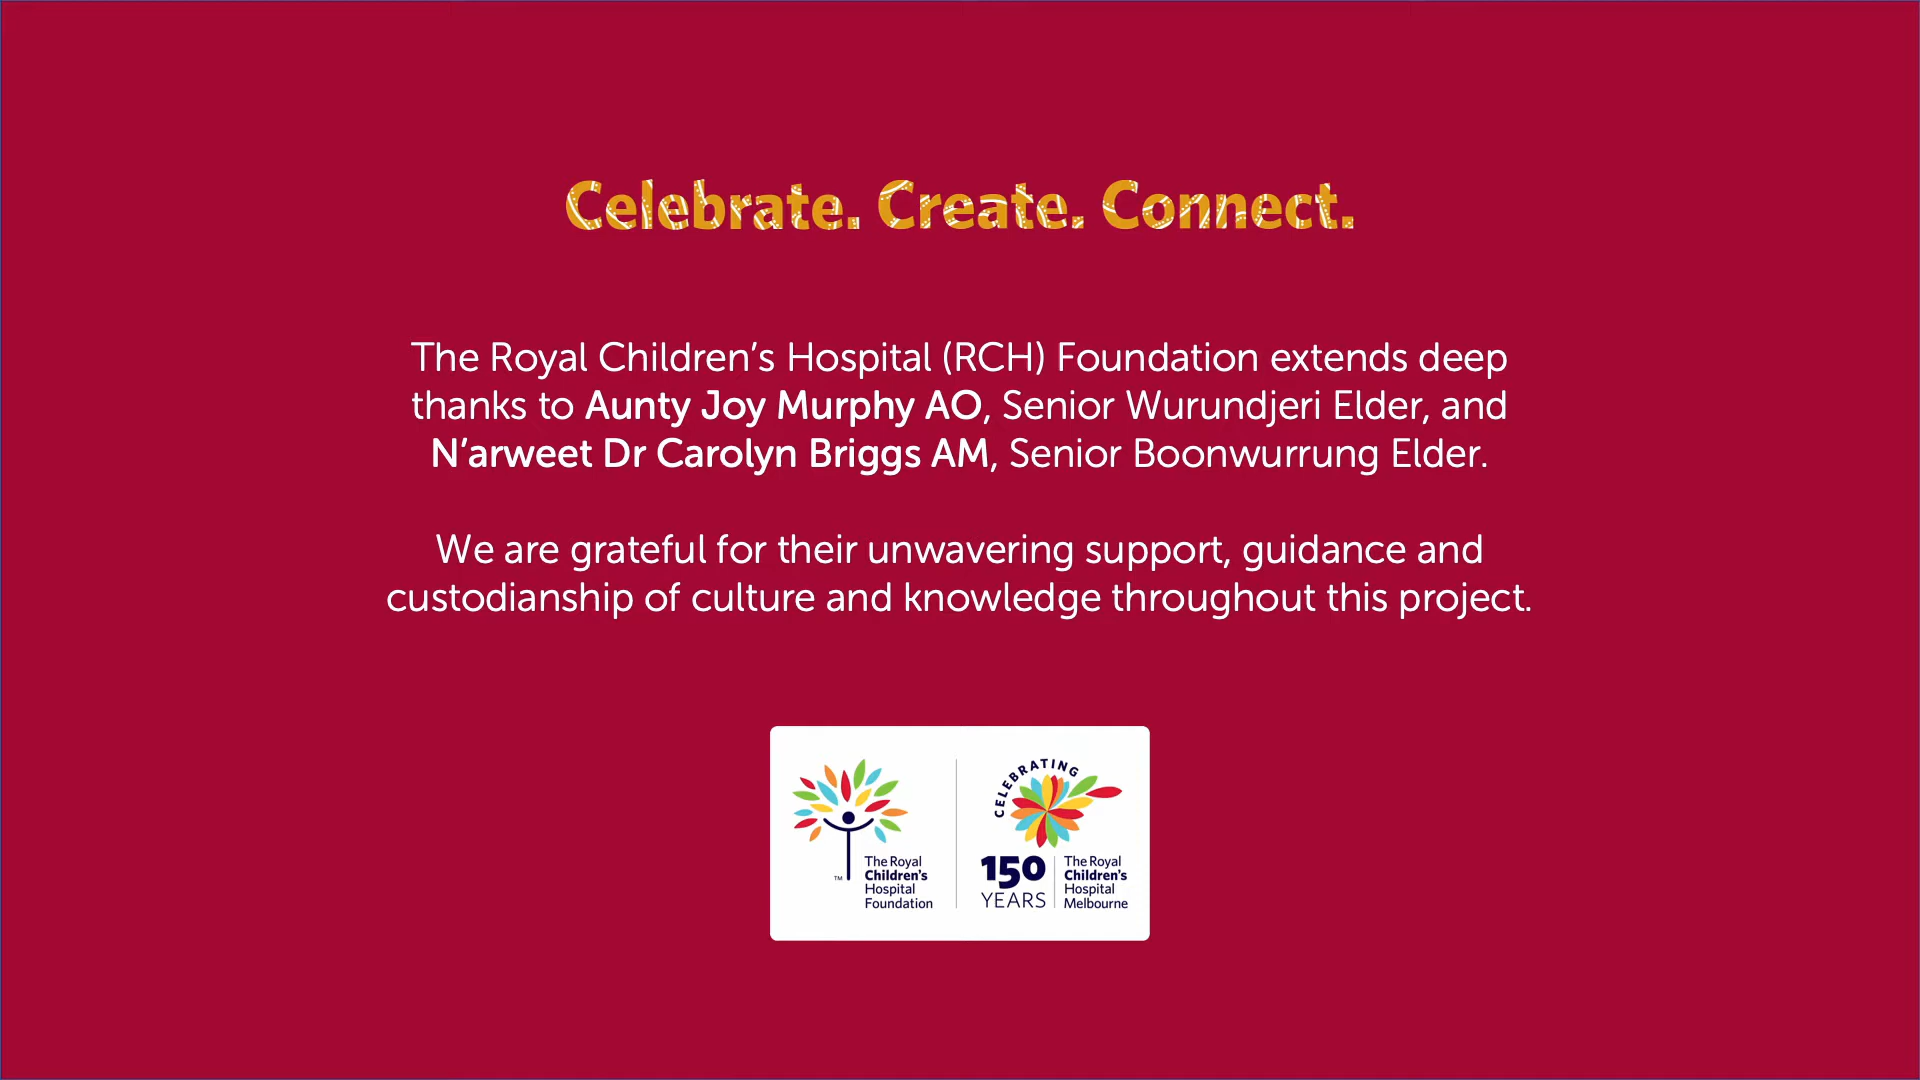 Celebrate. Create. Connect.
The Royal Children’s Hospital (RCH) Foundation extends deep
thanks to Aunty Joy Murphy AO, Senior Wurundjeri Elder, and
N’arweet Dr Carolyn Briggs AM, Senior Boonwurrung Elder.
We are grateful for their unwavering support, guidance and
custodianship of culture and knowledge throughout this project.
TM
The Royal
Children's
Hospital
Foundation
CELEBRATING
150
YEARS
The Royal
Children's
Hospital
Melbourne